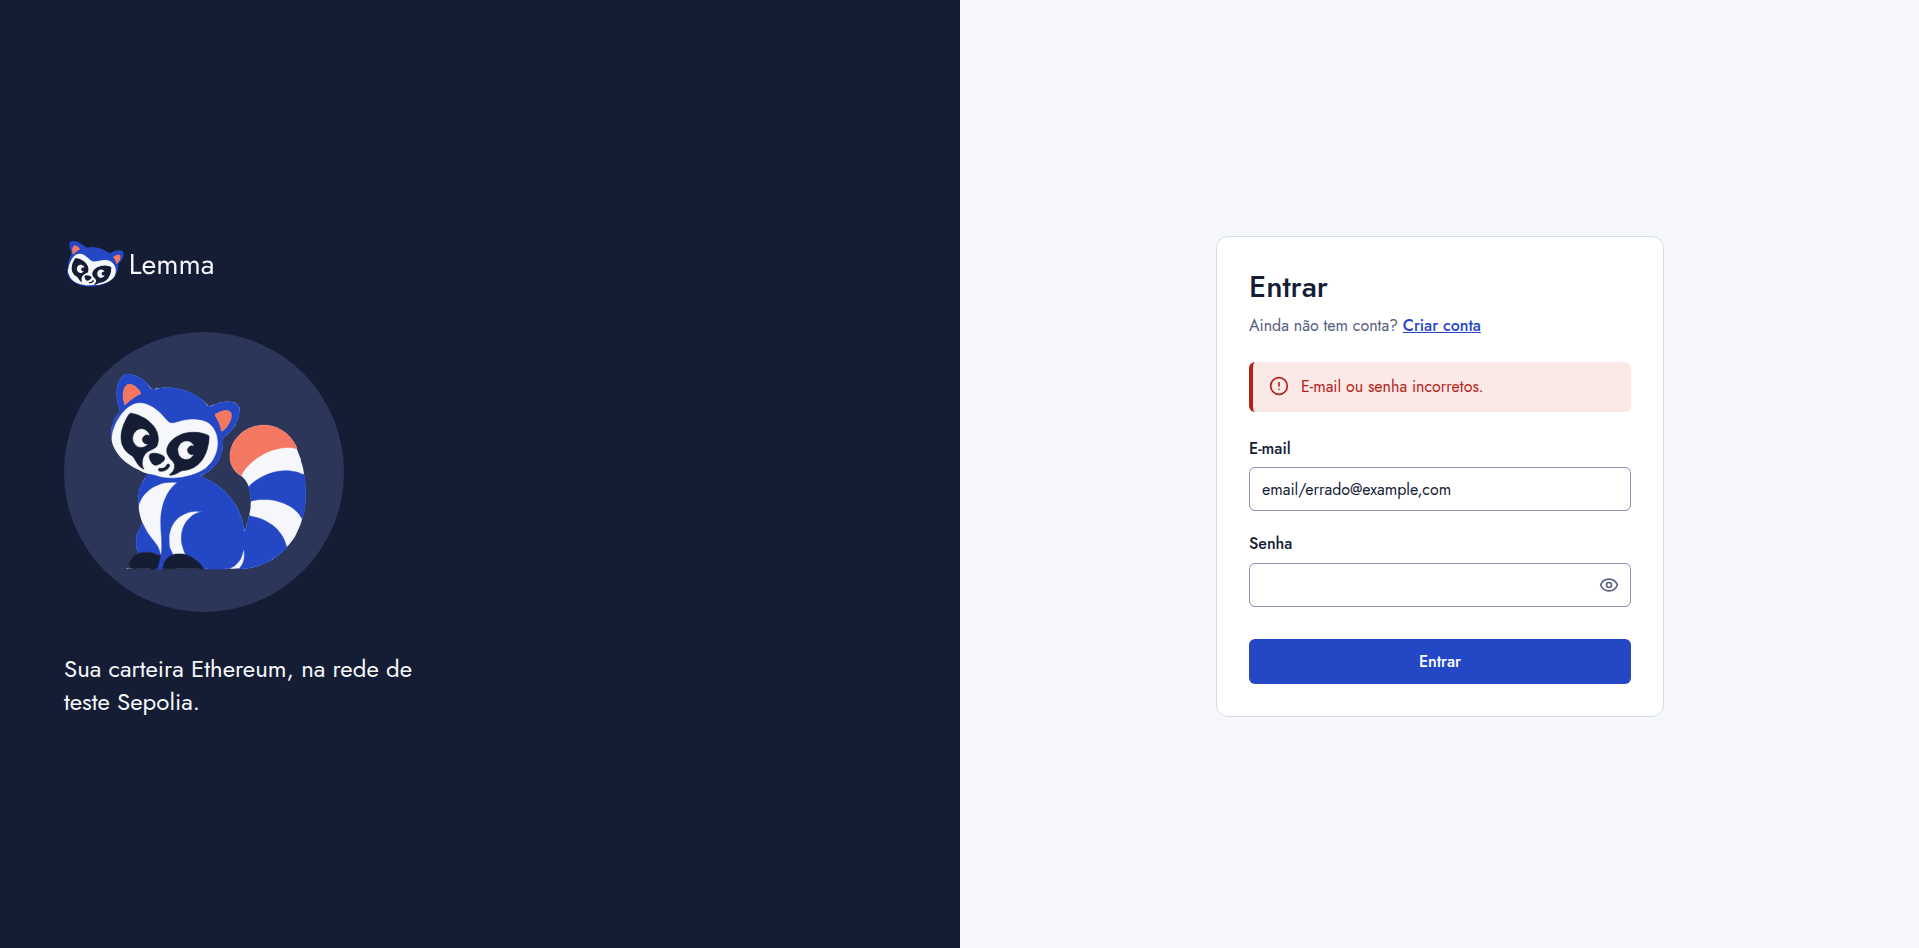 Lemma
Sua carteira Ethereum, na rede de
teste Sepolia.
Entrar
Ainda não tem conta? Criar conta
E-mail ou senha incorretos.
E-mail
email/errado@example,com
Senha
Entrar